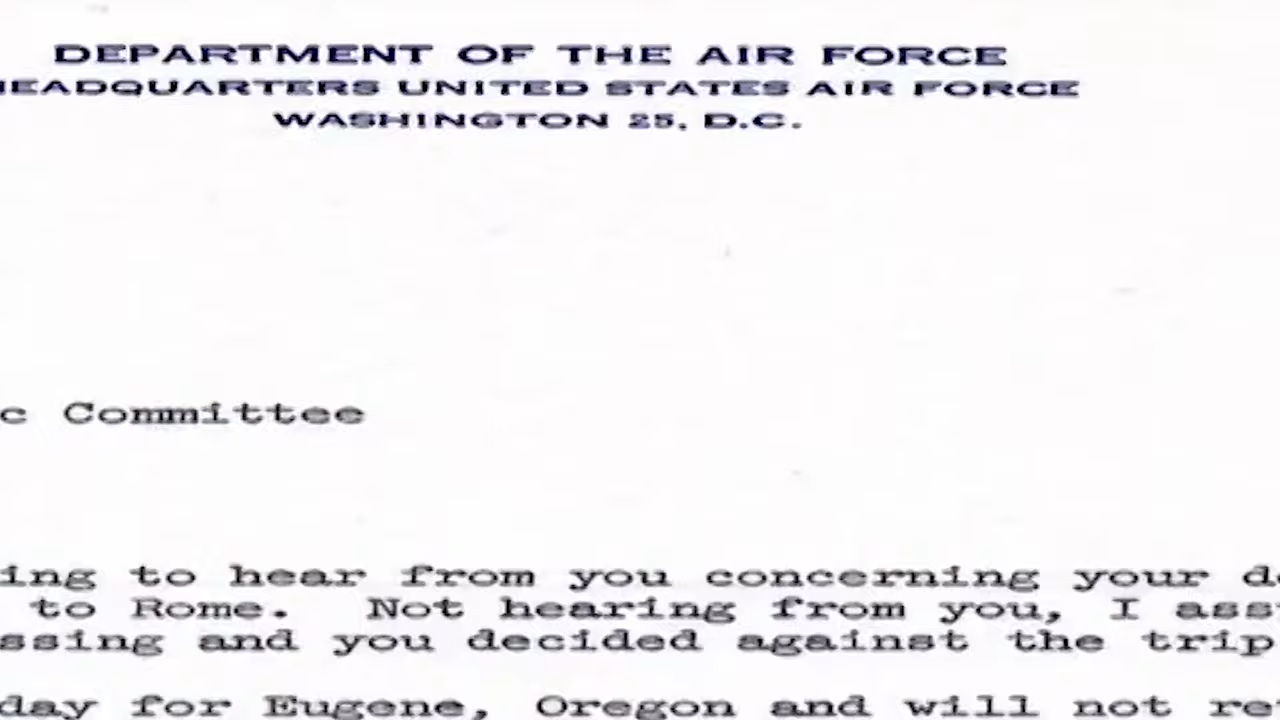 DEPARTMENT OF THE AIR FORCE
HEADQUARTERS UNITED STATES AIR FORCE
WASHINGTON 25, D.C.
c Committee
ing to hear from you concerning your de
to Rome. Not hearing from you, I ass
ssing and you decided against the trip
day for Eugene, Oregon and will not re